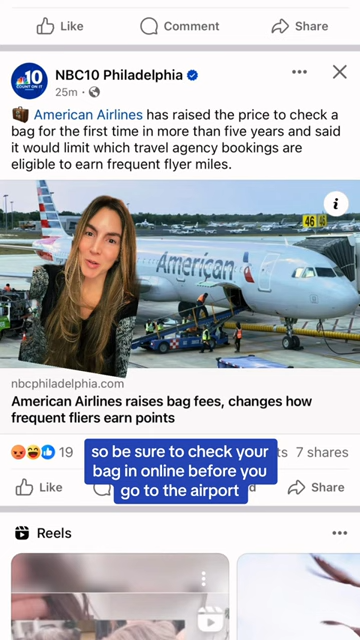 Like
Comment
Share
10
COUNT ON IT
NBC10 Philadelphia
25m
American Airlines has raised the price to check a
bag for the first time in more than five years and said
it would limit which travel agency bookings are
eligible to earn frequent flyer miles.
American
46
i
nbcphiladelphia.com
American Airlines raises bag fees, changes how
frequent fliers earn points
19
7 shares
so be sure to check your
bag in online before you
go to the airport
Like
Share
Reels